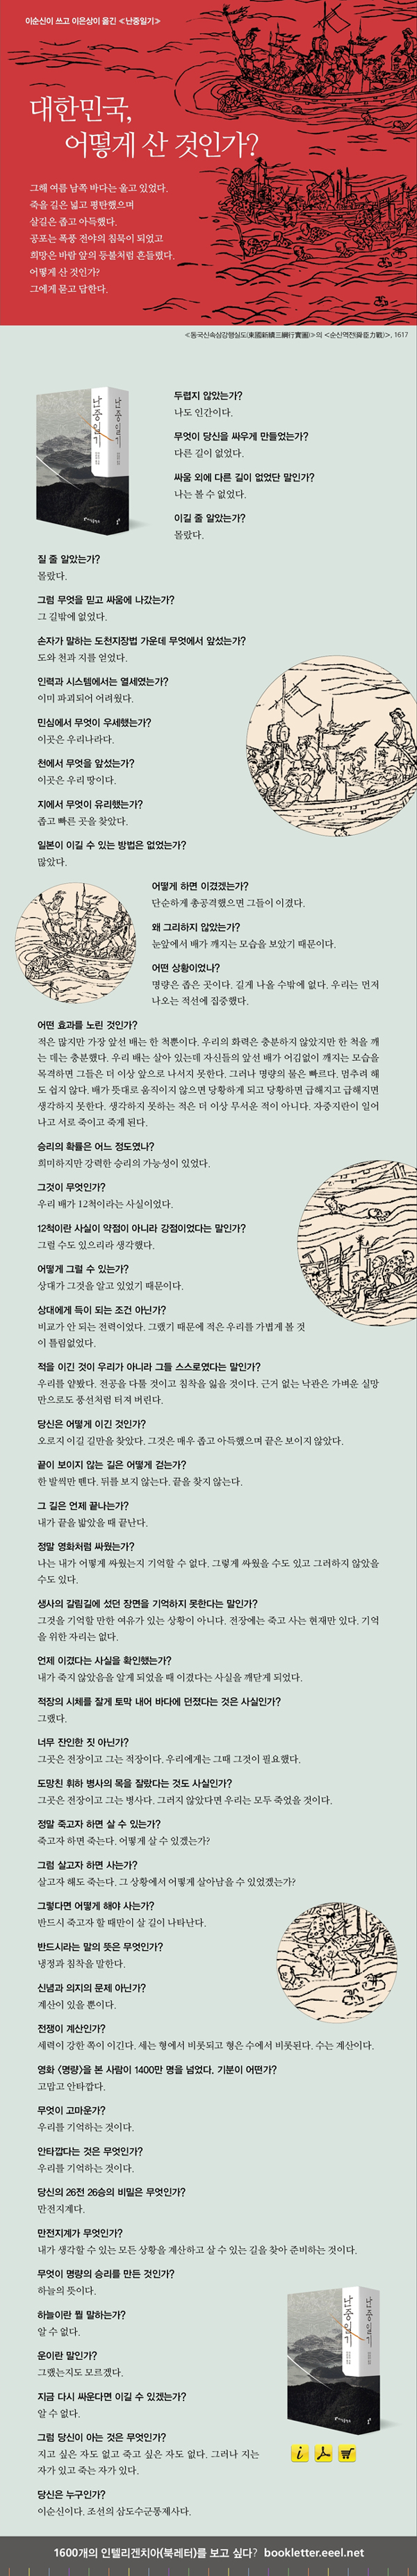 이순신이 쓰고 이은상이 옮긴 ≪난중일기≫
대한민국,
어떻게 산 것인가?
그해 여름 남쪽 바다는 울고 있었다.
죽을 길은 넓고 평탄했으며
살길은 좁고 아득했다.
공포는 폭풍 전야의 침묵이 되었고
희망은 바람 앞의 등불처럼 흔들렸다.
어떻게 산 것인가?
그에게 묻고 답한다.
≪동국신속삼강행실도(東國新續三綱行實圖)≫의 <순신역전(舜臣力戰)>, 1617
난중일기
난중일기
두렵지 않았는가?
나도 인간이다.
무엇이 당신을 싸우게 만들었는가?
다른 길이 없었다.
싸움 외에 다른 길이 없었단 말인가?
나는 볼 수 없었다.
이길 줄 알았는가?
몰랐다.
질 줄 알았는가?
몰랐다.
그럼 무엇을 믿고 싸움에 나갔는가?
그 길밖에 없었다.
손자가 말하는 도천지장법 가운데 무엇에서 앞섰는가?
도와 천과 지를 얻었다.
인력과 시스템에서는 열세였는가?
이미 파괴되어 어려웠다.
민심에서 무엇이 우세했는가?
이곳은 우리나라다.
천에서 무엇을 앞섰는가?
이곳은 우리 땅이다.
지에서 무엇이 유리했는가?
좁고 빠른 곳을 찾았다.
일본이 이길 수 있는 방법은 없었는가?
많았다.
어떻게 하면 이겼겠는가?
단순하게 총공격했으면 그들이 이겼다.
왜 그리하지 않았는가?
눈앞에서 배가 깨지는 모습을 보았기 때문이다.
어떤 상황이었나?
명량은 좁은 곳이다. 길게 나올 수밖에 없다. 우리는 먼저
나오는 적선에 집중했다.
어떤 효과를 노린 것인가?
적은 많지만 가장 앞선 배는 한 척뿐이다. 우리의 화력은 충분하지 않았지만 한 척을 깨
는 데는 충분했다. 우리 배는 살아 있는데 자신들의 앞선 배가 어김없이 깨지는 모습을
목격하면 그들은 더 이상 앞으로 나서지 못한다. 그러나 명량의 물은 빠르다. 멈추려 해
도 쉽지 않다. 배가 뜻대로 움직이지 않으면 당황하게 되고 당황하면 급해지고 급해지면
생각하지 못한다. 생각하지 못하는 적은 더 이상 무서운 적이 아니다. 자중지란이 일어
나고 서로 죽이고 죽게 된다.
승리의 확률은 어느 정도였나?
희미하지만 강력한 승리의 가능성이 있었다.
그것이 무엇인가?
우리 배가 12척이라는 사실이었다.
12척이란 사실이 약점이 아니라 강점이었다는 말인가?
그럴 수도 있으리라 생각했다.
어떻게 그럴 수 있는가?
상대가 그것을 알고 있었기 때문이다.
상대에게 득이 되는 조건 아닌가?
비교가 안 되는 전력이었다. 그랬기 때문에 적은 우리를 가볍게 볼 것
이 틀림없었다.
적을 이긴 것이 우리가 아니라 그들 스스로였다는 말인가?
우리를 얕봤다. 전공을 다툴 것이고 침착을 잃을 것이다. 근거 없는 낙관은 가벼운 실망
만으로도 풍선처럼 터져 버린다.
당신은 어떻게 이긴 것인가?
오로지 이길 길만을 찾았다. 그것은 매우 좁고 아득했으며 끝은 보이지 않았다.
끝이 보이지 않는 길은 어떻게 걷는가?
한 발씩만 뗀다. 뒤를 보지 않는다. 끝을 찾지 않는다.
그 길은 언제 끝나는가?
내가 끝을 밟았을 때 끝난다.
정말 영화처럼 싸웠는가?
나는 내가 어떻게 싸웠는지 기억할 수 없다. 그렇게 싸웠을 수도 있고 그러하지 않았을
수도 있다.
생사의 갈림길에 섰던 장면을 기억하지 못한다는 말인가?
그것을 기억할 만한 여유가 있는 상황이 아니다. 전장에는 죽고 사는 현재만 있다. 기억
을 위한 자리는 없다.
언제 이겼다는 사실을 확인했는가?
내가 죽지 않았음을 알게 되었을 때 이겼다는 사실을 깨닫게 되었다.
적장의 시체를 잘게 토막 내어 바다에 던졌다는 것은 사실인가?
그랬다.
너무 잔인한 짓 아닌가?
그곳은 전장이고 그는 적장이다. 우리에게는 그때 그것이 필요했다.
도망친 휘하 병사의 목을 잘랐다는 것도 사실인가?
그곳은 전장이고 그는 병사다. 그러지 않았다면 우리는 모두 죽었을 것이다.
정말 죽고자 하면 살 수 있는가?
죽고자 하면 죽는다. 어떻게 살 수 있겠는가?
그럼 살고자 하면 사는가?
살고자 해도 죽는다. 그 상황에서 어떻게 살아남을 수 있었겠는가?
그렇다면 어떻게 해야 사는가?
반드시 죽고자 할 때만이 살 길이 나타난다.
반드시라는 말의 뜻은 무엇인가?
냉정과 침착을 말한다.
신념과 의지의 문제 아닌가?
계산이 있을 뿐이다.
전쟁이 계산인가?
세력이 강한 쪽이 이긴다. 세는 형에서 비롯되고 형은 수에서 비롯된다. 수는 계산이다.
영화 <명량>을 본 사람이 1400만 명을 넘었다. 기분이 어떤가?
고맙고 안타깝다.
무엇이 고마운가?
우리를 기억하는 것이다.
안타깝다는 것은 무엇인가?
우리를 기억하는 것이다.
당신의 26전 26승의 비밀은 무엇인가?
만전지계다.
만전지계가 무엇인가?
내가 생각할 수 있는 모든 상황을 계산하고 살 수 있는 길을 찾아 준비하는 것이다.
무엇이 명량의 승리를 만든 것인가?
하늘의 뜻이다.
하늘이란 뭘 말하는가?
알 수 없다.
운이란 말인가?
그랬는지도 모르겠다.
지금 다시 싸운다면 이길 수 있겠는가?
알 수 없다.
그럼 당신이 아는 것은 무엇인가?
지고 싶은 자도 없고 죽고 싶은 자도 없다. 그러나 지는
자가 있고 죽는 자가 있다.
당신은 누구인가?
이순신이다. 조선의 삼도수군통제사다.
난중일기
난중일기
1600개의 인텔리겐치아(북레터)를 보고 싶다? bookletter.eeel.net